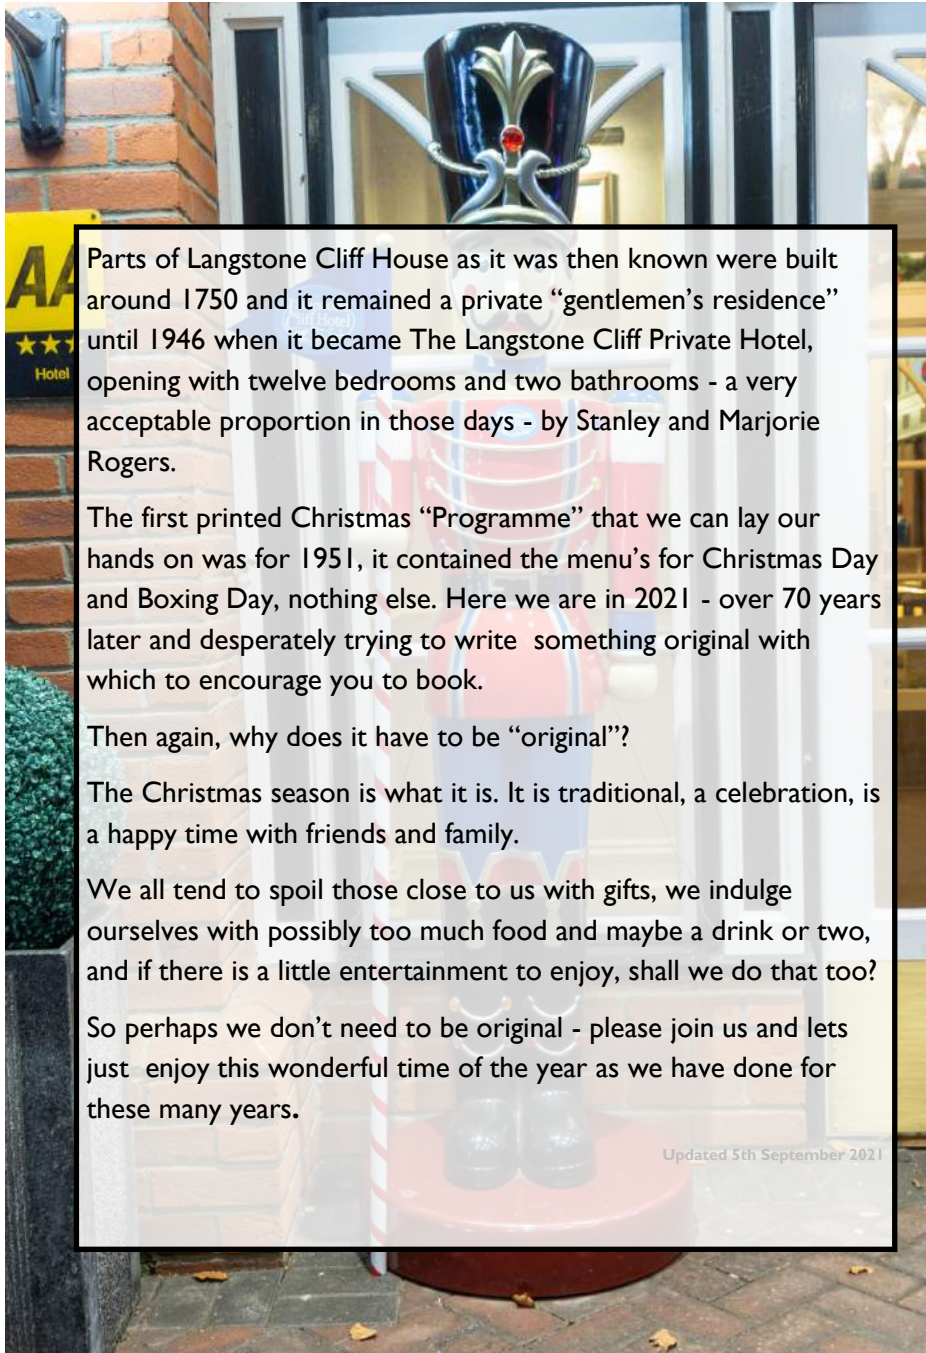 AA
Hotel
Cliff Hotel
Parts of Langstone Cliff House as it was then known were built
around 1750 and it remained a private “gentlemen’s residence”
until 1946 when it became The Langstone Cliff Private Hotel,
opening with twelve bedrooms and two bathrooms - a very
acceptable proportion in those days - by Stanley and Marjorie
Rogers.
The first printed Christmas “Programme” that we can lay our
hands on was for 1951, it contained the menu’s for Christmas Day
and Boxing Day, nothing else. Here we are in 2021 - over 70 years
later and desperately trying to write  something original with
which to encourage you to book.
Then again, why does it have to be “original”?
The Christmas season is what it is. It is traditional, a celebration, is
a happy time with friends and family.
We all tend to spoil those close to us with gifts, we indulge
ourselves with possibly too much food and maybe a drink or two,
and if there is a little entertainment to enjoy, shall we do that too?
So perhaps we don’t need to be original - please join us and lets
just  enjoy this wonderful time of the year as we have done for
these many years.
Updated 5th September 2021